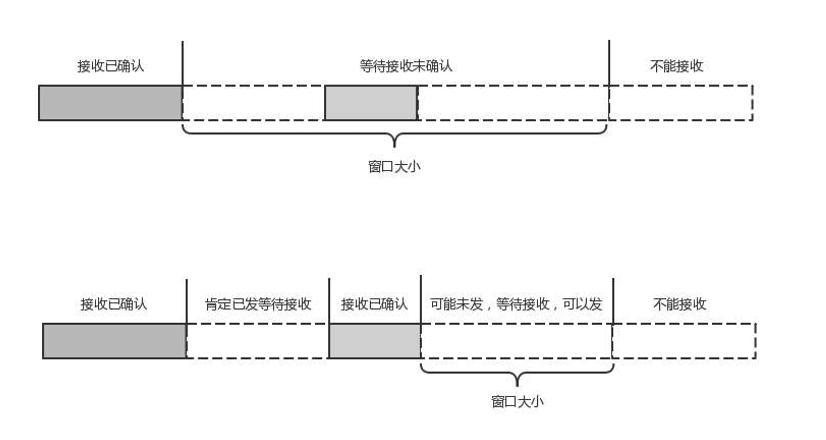 接收已确认
等待接收未确认
不能接收
窗口大小
接收已确认
肯定已发等待接收
接收已确认
可能未发，等待接收，可以发
不能接收
窗口大小